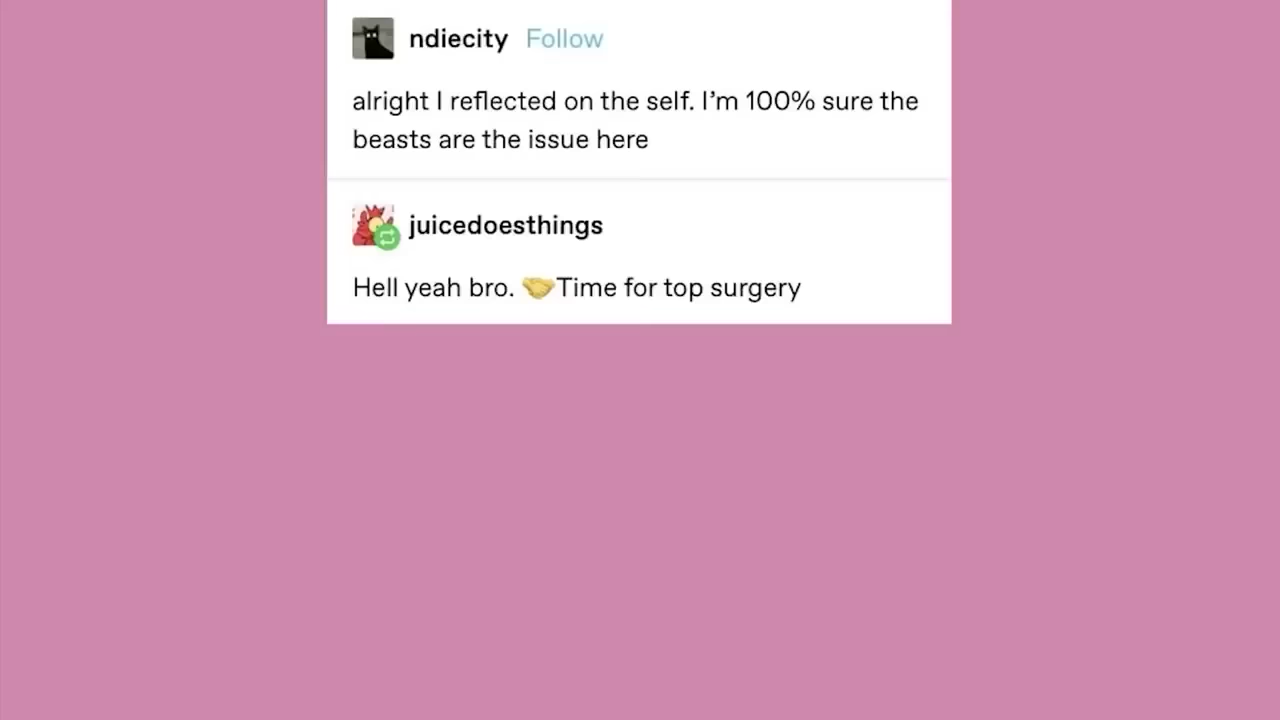 ndiecity Follow
alright I reflected on the self. I’m 100% sure the
beasts are the issue here
juicedoesthings
Hell yeah bro. 🤝Time for top surgery